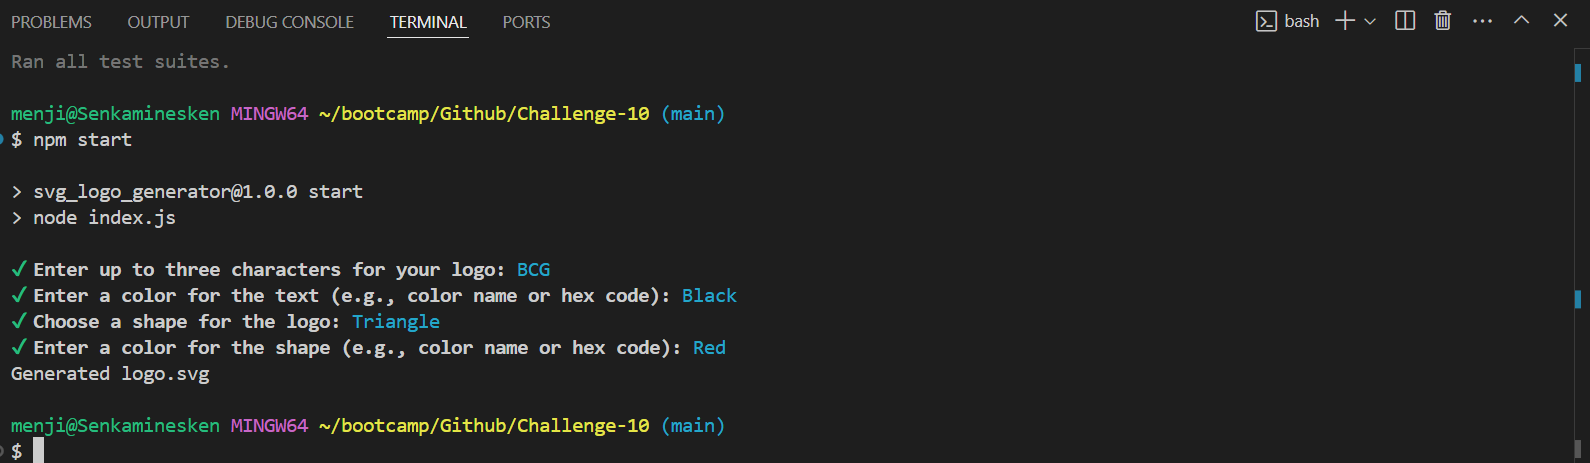 PROBLEMS OUTPUT DEBUG CONSOLE TERMINAL PORTS bash
Ran all test suites.
menji@Senkaminesken MINGW64 ~/bootcamp/Github/Challenge-10 (main)
$ npm start
> svg_logo_generator@1.0.0 start
> node index.js
✓ Enter up to three characters for your logo: BCG
✓ Enter a color for the text (e.g., color name or hex code): Black
✓ Choose a shape for the logo: Triangle
✓ Enter a color for the shape (e.g., color name or hex code): Red
Generated logo.svg
menji@Senkaminesken MINGW64 ~/bootcamp/Github/Challenge-10 (main)
$